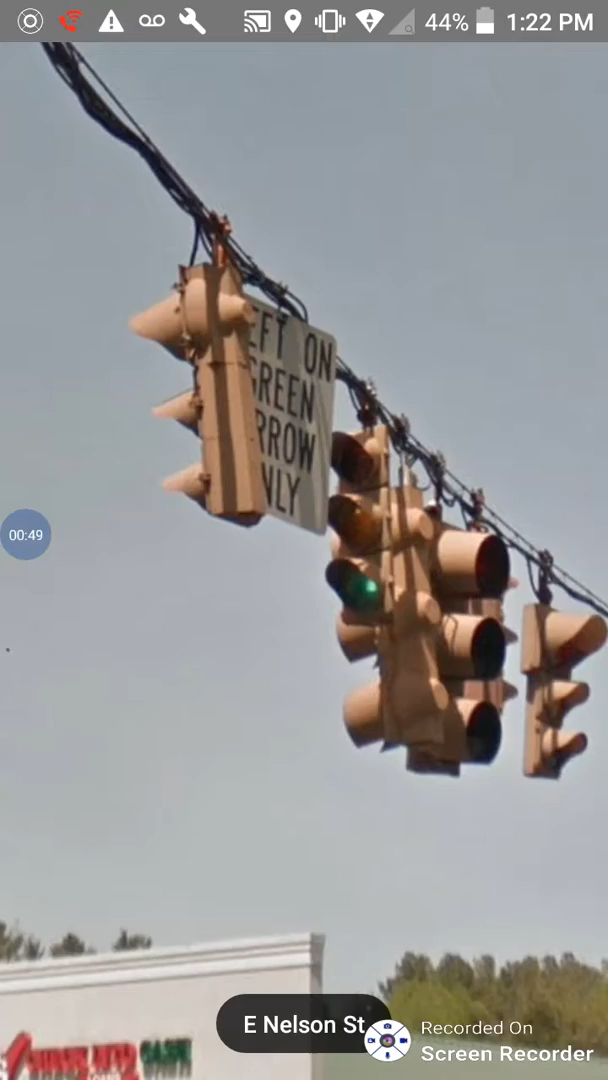 44% 1:22 PM
EFT ON
GREEN
RROW
NLY
00:49
E Nelson St
Recorded On
Screen Recorder